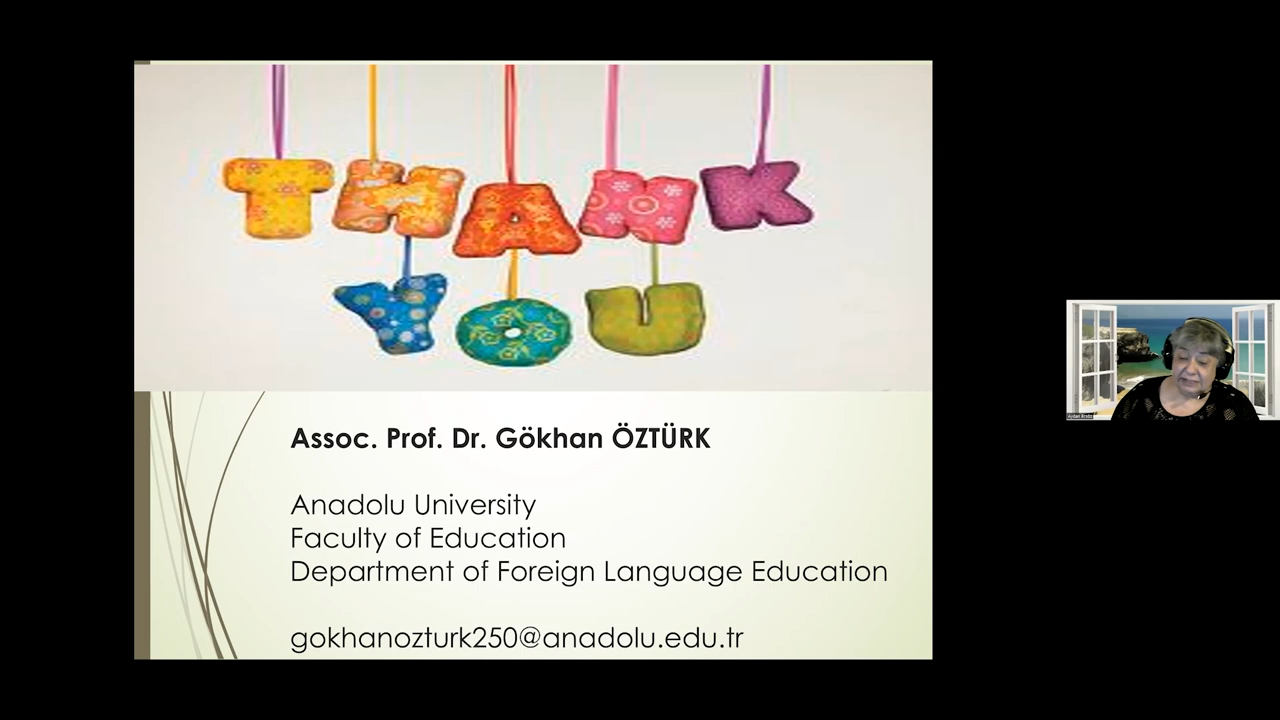 THANK
YOU
Assoc. Prof. Dr. Gökhan ÖZTÜRK
Anadolu University
Faculty of Education
Department of Foreign Language Education
gokhanozturk250@anadolu.edu.tr